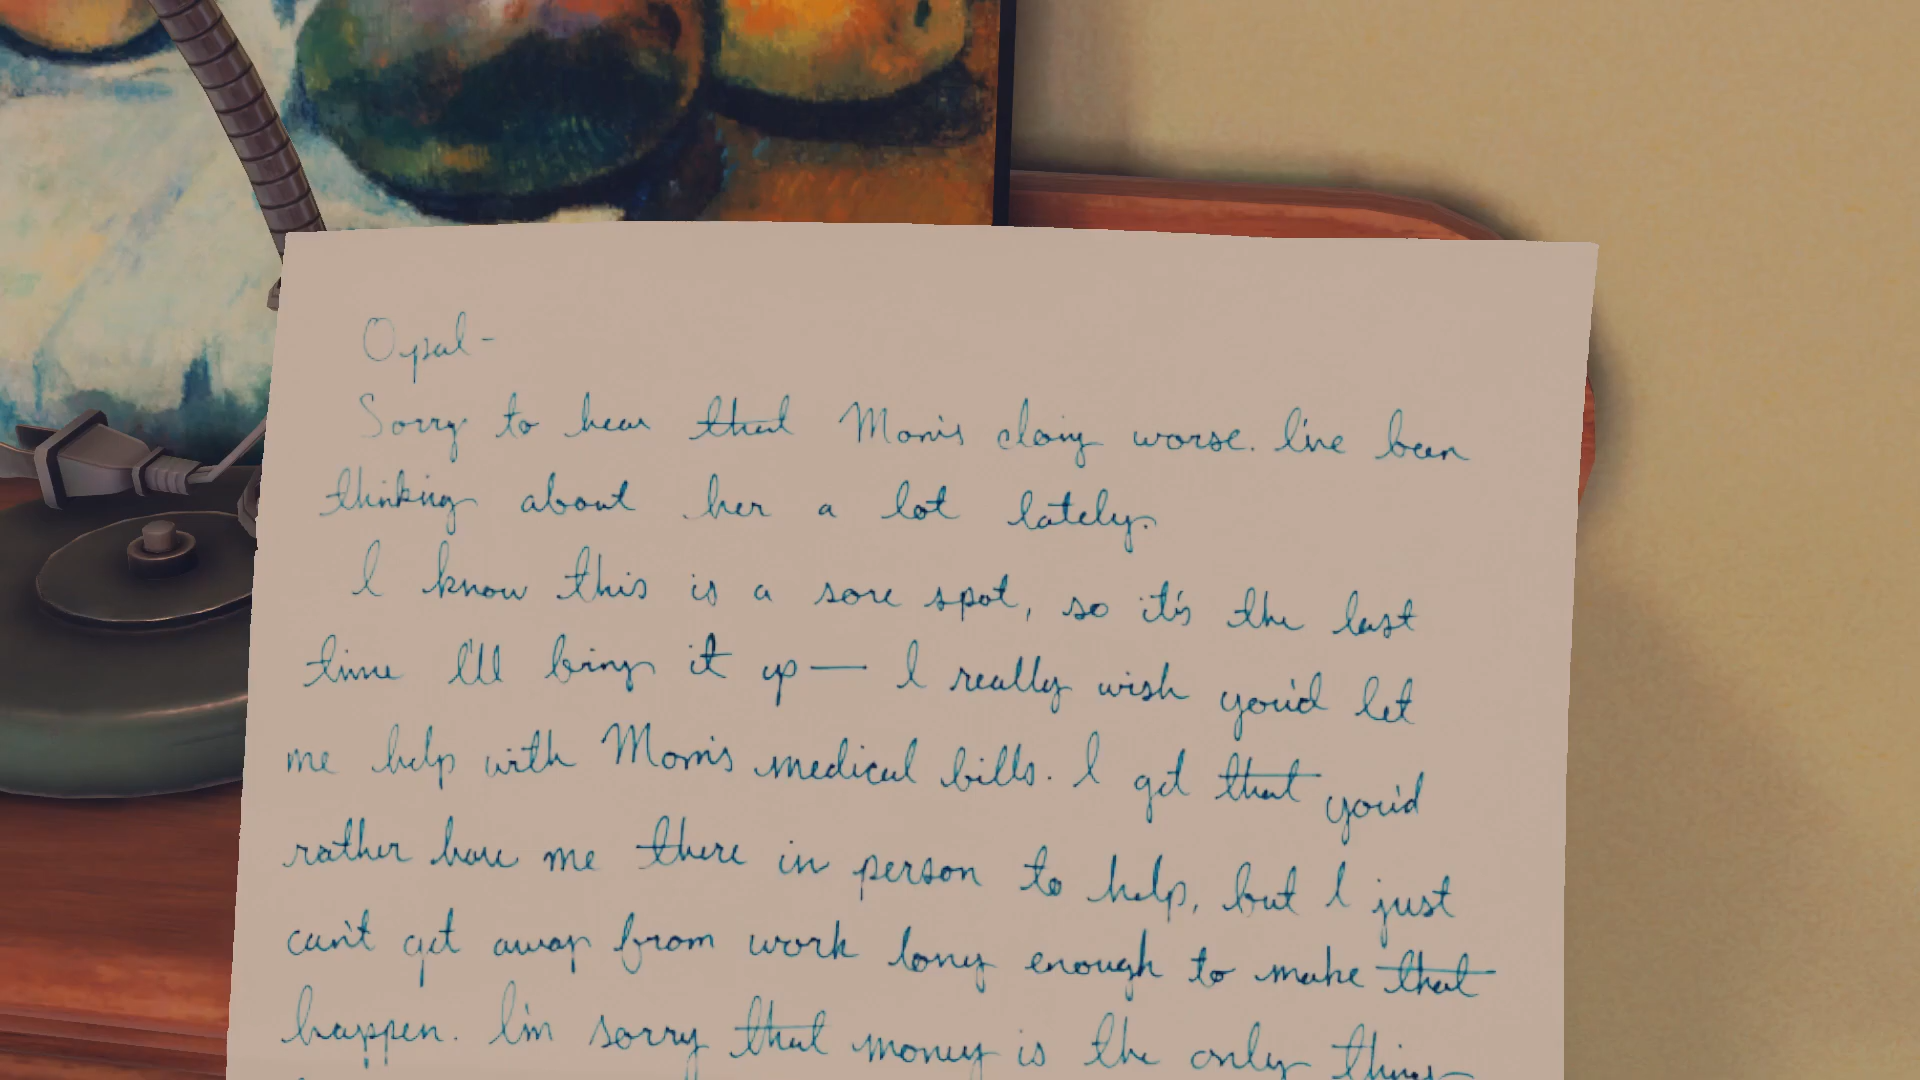 Opal-
Sorry to hear that Mom's doing worse. I've been
thinking about her a lot lately.
I know this is a sore spot, so it's the last
time I'll bring it up— I really wish you'd let
me help with Mom's medical bills. I get that you'd
rather have me there in person to help, but I just
can't get away from work long enough to make that
happen. I'm sorry that money is the only thing